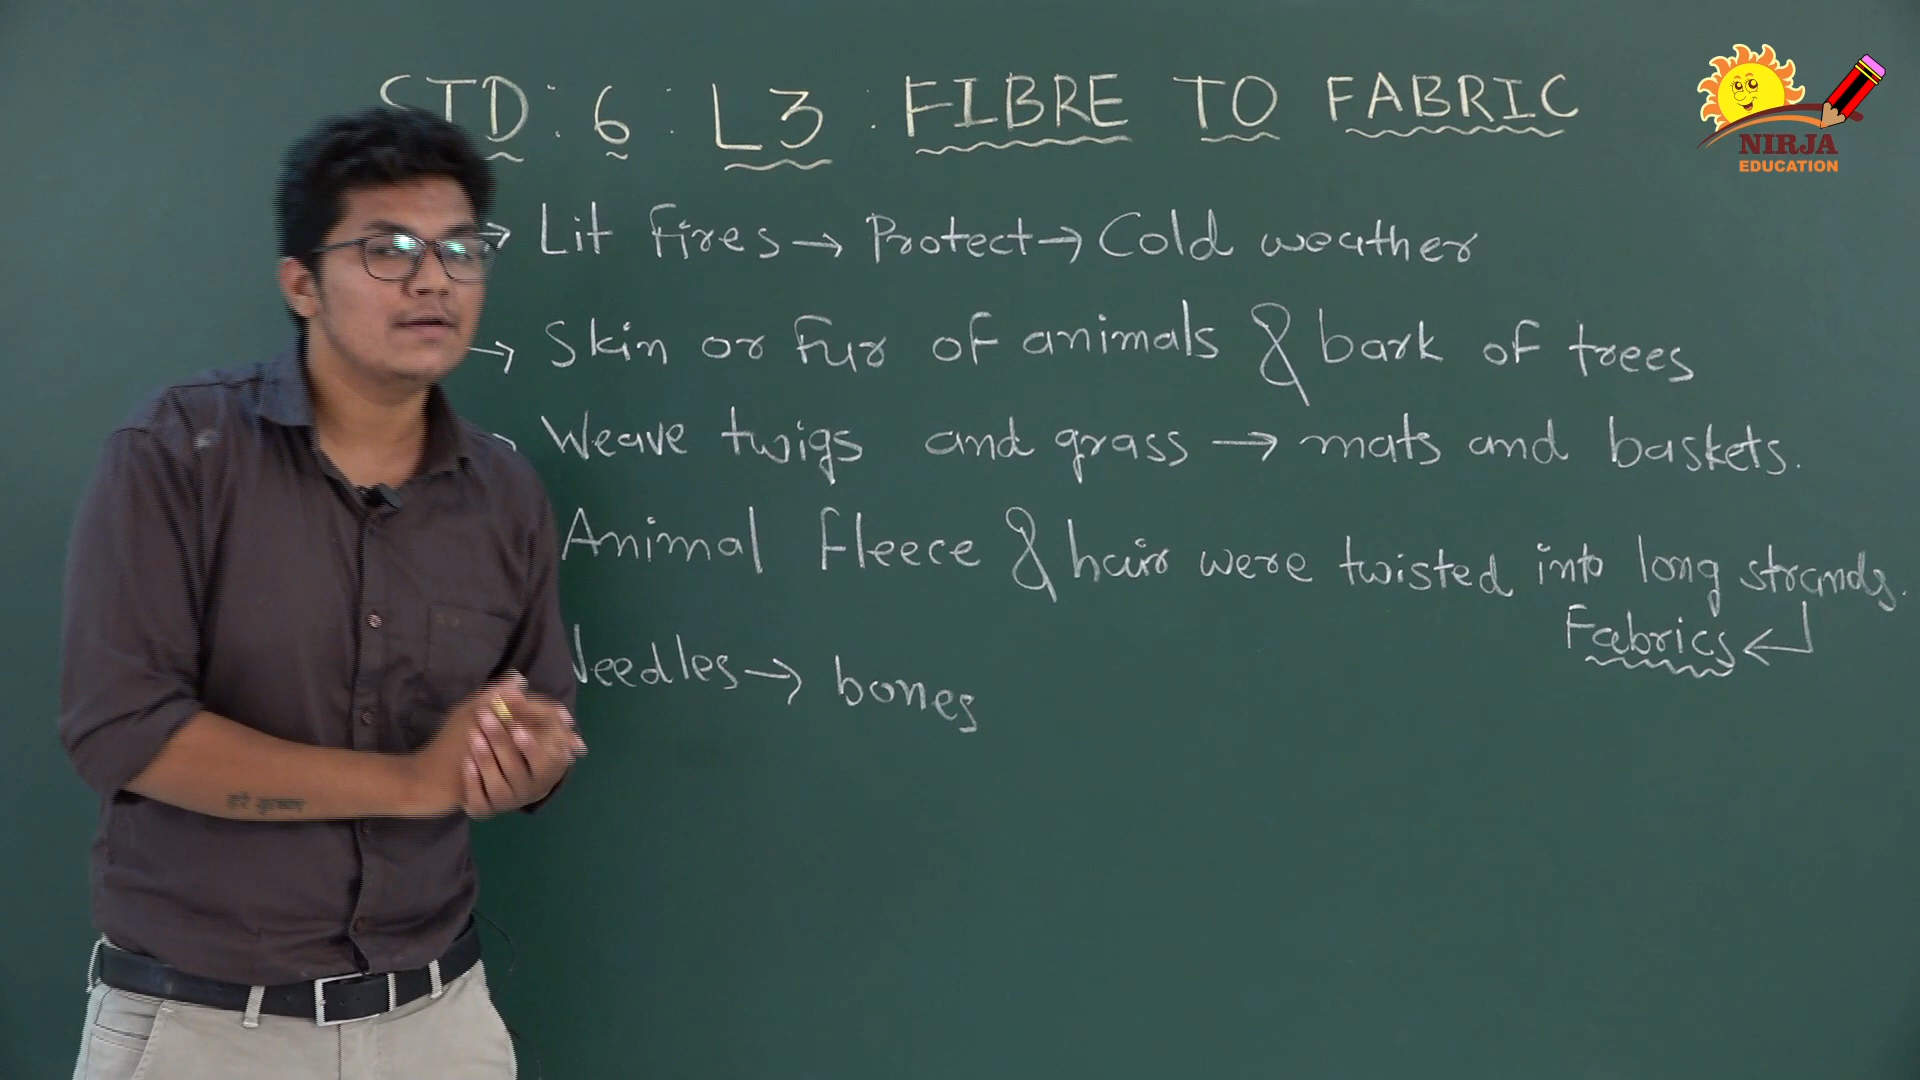 STD : 6 : L3 : FIBRE TO FABRIC
NIRJA
EDUCATION
→ Lit fires → Protect → Cold weather
→ Skin or fur of animals & bark of trees
Weave twigs and grass → mats and baskets.
Animal fleece & hair were twisted into long strands.
Fabrics ↵
Needles → bones
हरे कृष्णा